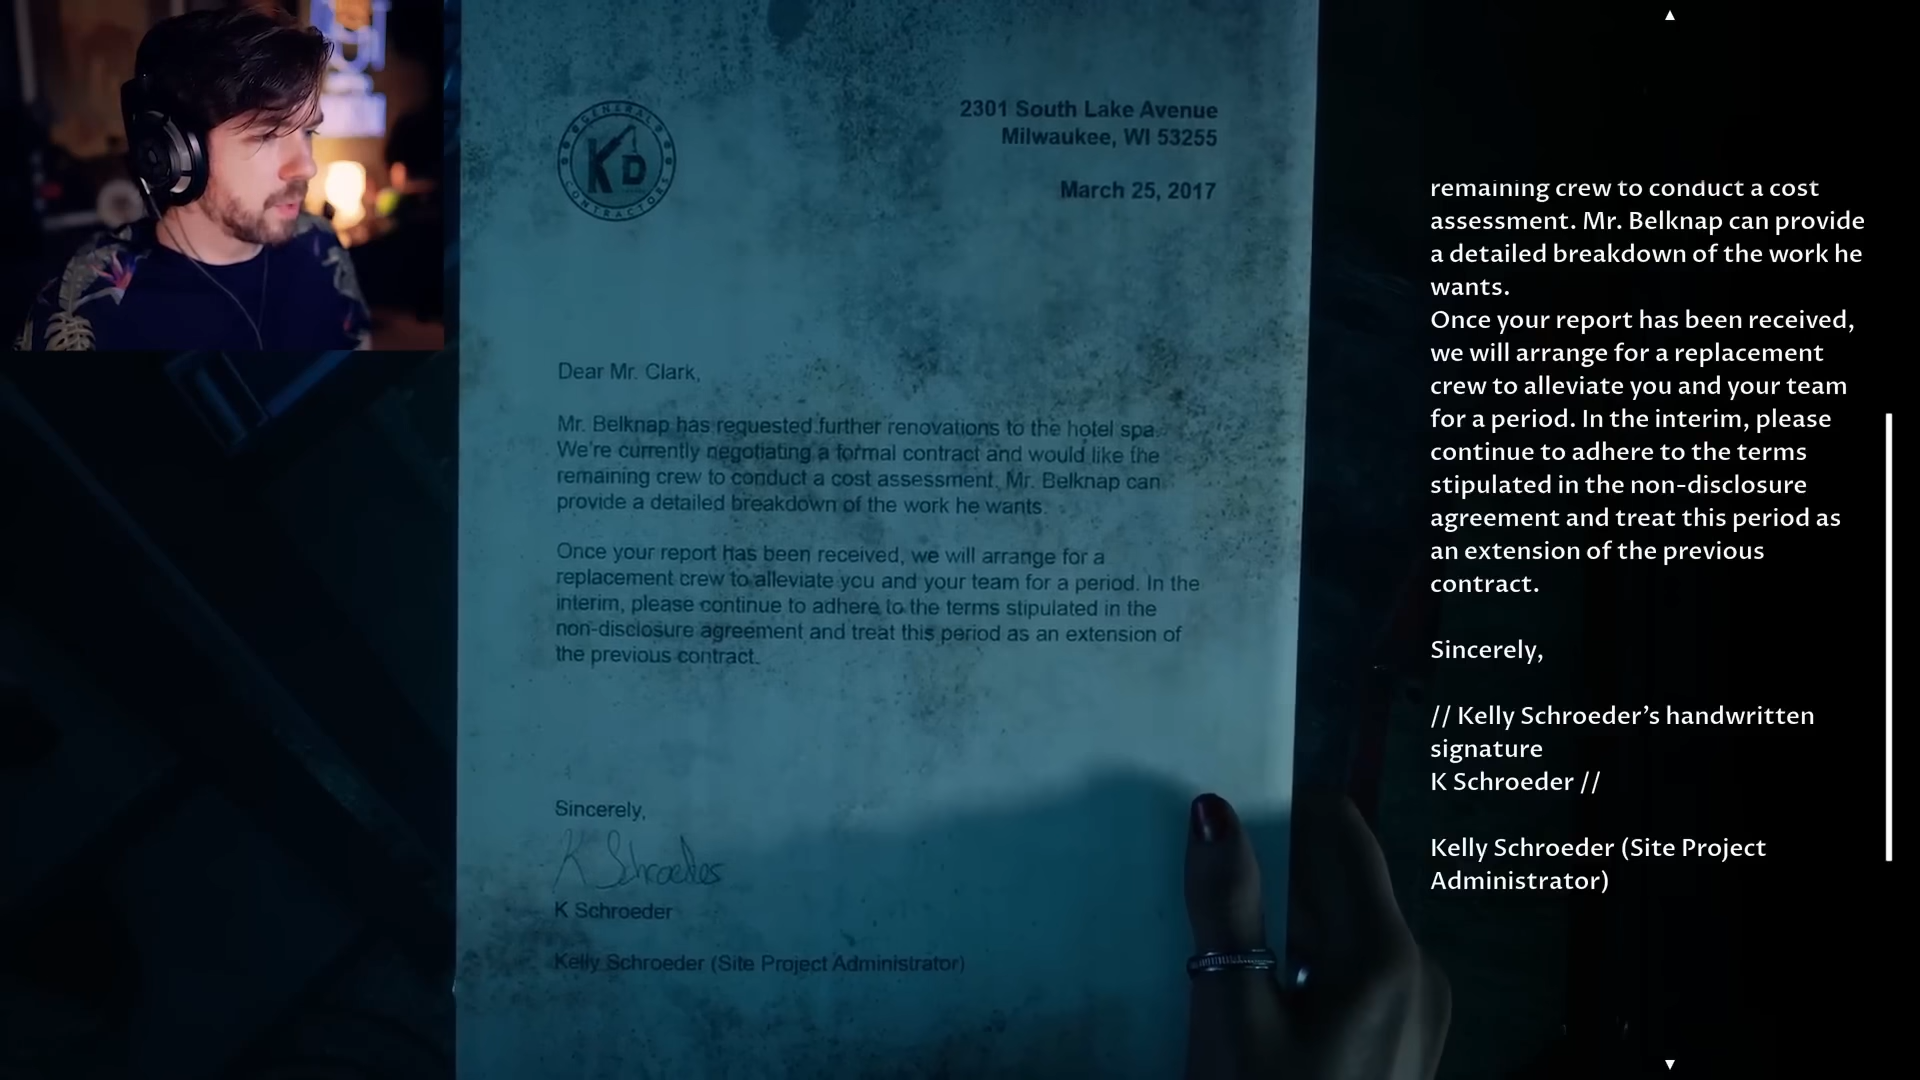 GENERAL
KD
CONTRACTORS
2301 South Lake Avenue
Milwaukee, WI 53255
March 25, 2017
Dear Mr. Clark,
Mr. Belknap has requested further renovations to the hotel spa.
We're currently negotiating a formal contract and would like the
remaining crew to conduct a cost assessment. Mr. Belknap can
provide a detailed breakdown of the work he wants.
Once your report has been received, we will arrange for a
replacement crew to alleviate you and your team for a period. In the
interim, please continue to adhere to the terms stipulated in the
non-disclosure agreement and treat this period as an extension of
the previous contract.
Sincerely,
K Schroeder
K Schroeder
Kelly Schroeder (Site Project Administrator)
remaining crew to conduct a cost
assessment. Mr. Belknap can provide
a detailed breakdown of the work he
wants.
Once your report has been received,
we will arrange for a replacement
crew to alleviate you and your team
for a period. In the interim, please
continue to adhere to the terms
stipulated in the non-disclosure
agreement and treat this period as
an extension of the previous
contract.
Sincerely,
// Kelly Schroeder's handwritten
signature
K Schroeder //
Kelly Schroeder (Site Project
Administrator)